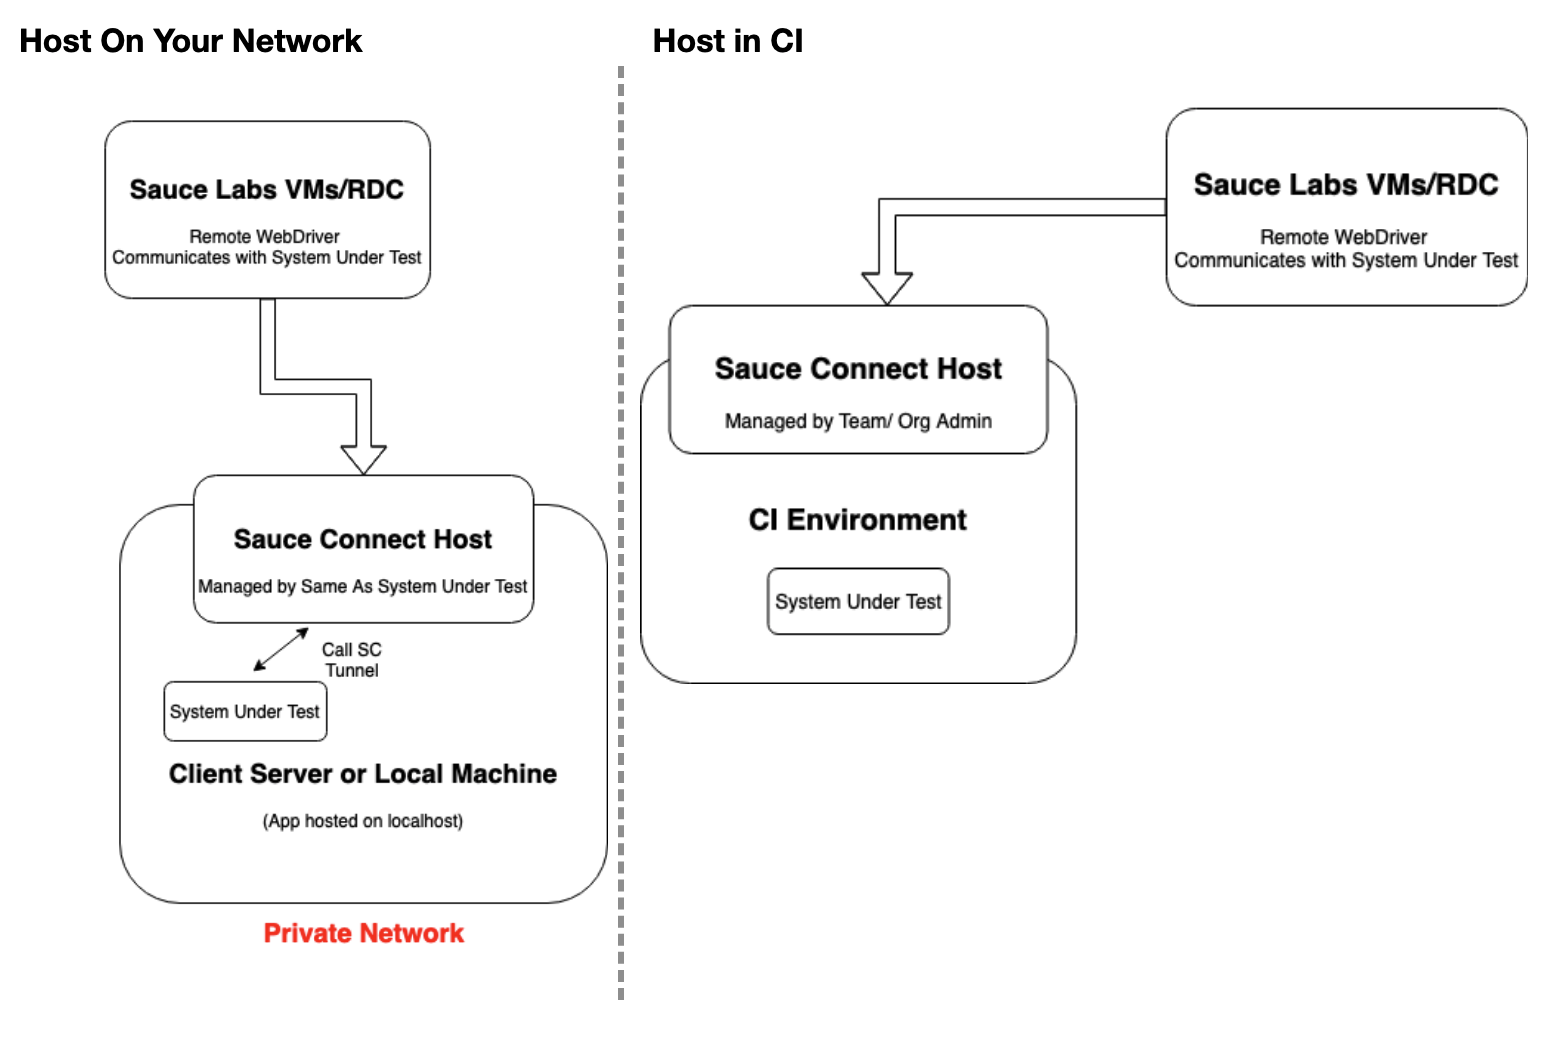 Host On Your Network
Sauce Labs VMs/RDC
Remote WebDriver
Communicates with System Under Test
Sauce Connect Host
Managed by Same As System Under Test
Call SC
Tunnel
System Under Test
Client Server or Local Machine
(App hosted on localhost)
Private Network
Host in CI
Sauce Labs VMs/RDC
Remote WebDriver
Communicates with System Under Test
Sauce Connect Host
Managed by Team/ Org Admin
CI Environment
System Under Test